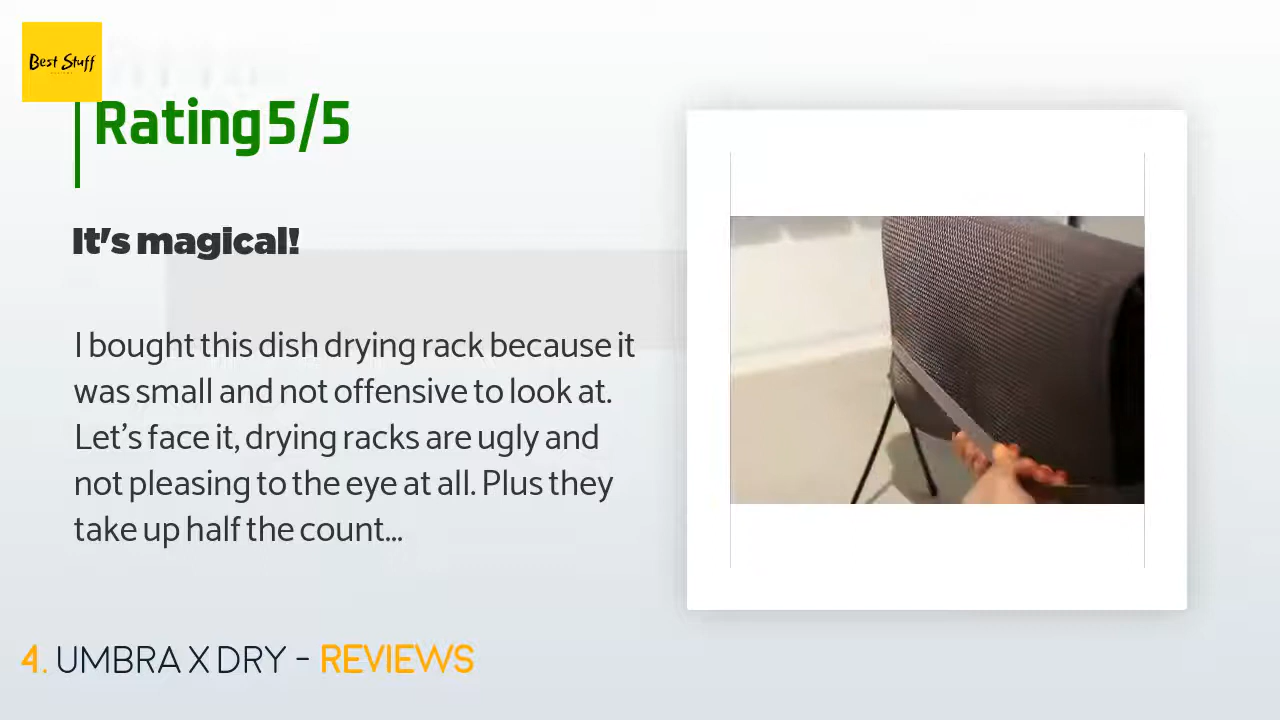 Best Stuff
Rating 5/5
It's magical!
I bought this dish drying rack because it
was small and not offensive to look at.
Let's face it, drying racks are ugly and
not pleasing to the eye at all. Plus they
take up half the count...
4. UMBRA X DRY - REVIEWS